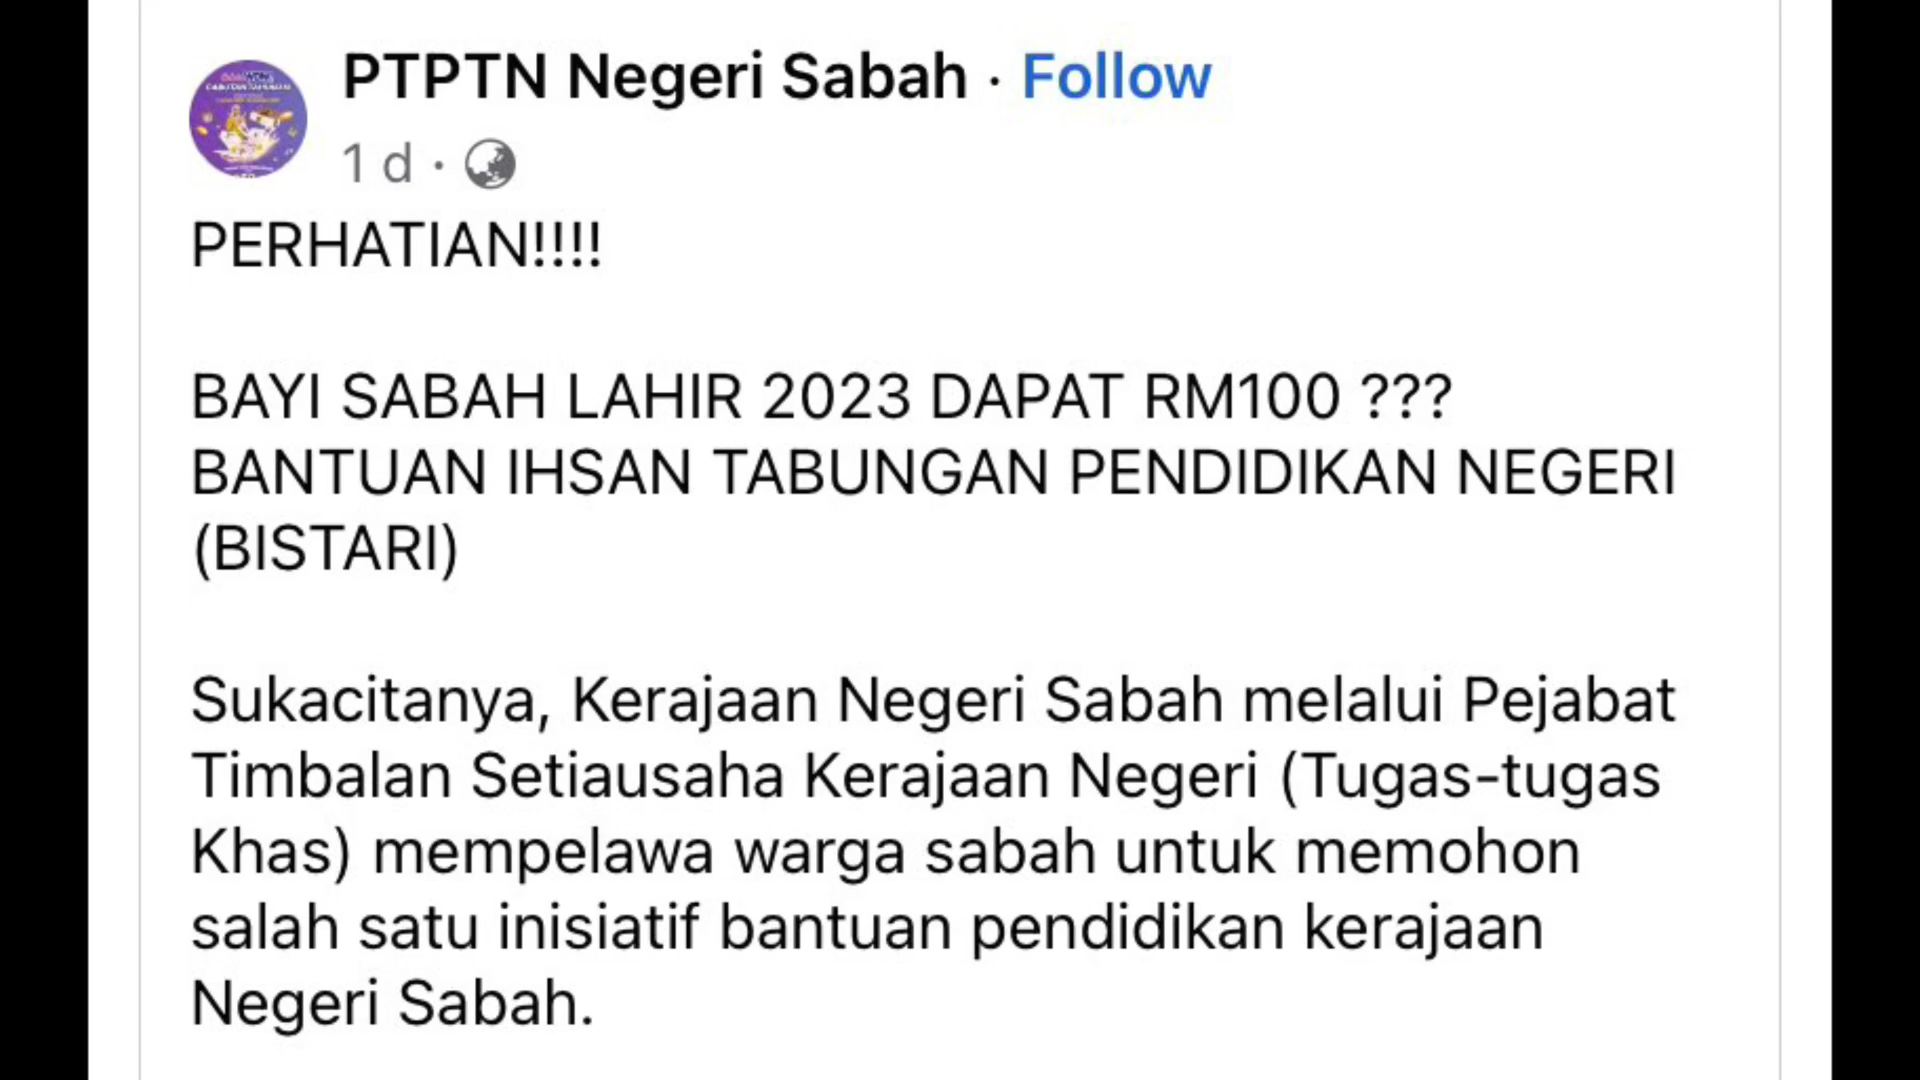 PTPTN Negeri Sabah · Follow
1 d ·
PERHATIAN!!!!
BAYI SABAH LAHIR 2023 DAPAT RM100 ???
BANTUAN IHSAN TABUNGAN PENDIDIKAN NEGERI
(BISTARI)
Sukacitanya, Kerajaan Negeri Sabah melalui Pejabat
Timbalan Setiausaha Kerajaan Negeri (Tugas-tugas
Khas) mempelawa warga sabah untuk memohon
salah satu inisiatif bantuan pendidikan kerajaan
Negeri Sabah.